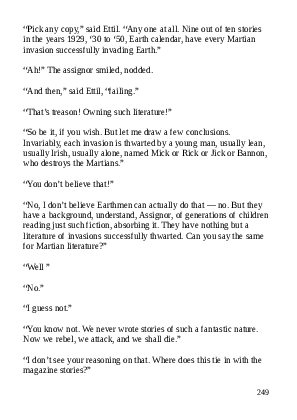 “Pick any copy,” said Ettil. “Any one at all. Nine out of ten stories
in the years 1929, ‘30 to ‘50, Earth calendar, have every Martian
invasion successfully invading Earth.”
“Ah!” The assignor smiled, nodded.
“And then,” said Ettil, “failing.”
“That’s treason! Owning such literature!”
“So be it, if you wish. But let me draw a few conclusions.
Invariably, each invasion is thwarted by a young man, usually lean,
usually Irish, usually alone, named Mick or Rick or Jick or Bannon,
who destroys the Martians.”
“You don’t believe that!”
“No, I don’t believe Earthmen can actually do that — no. But they
have a background, understand, Assignor, of generations of children
reading just such fiction, absorbing it. They have nothing but a
literature of invasions successfully thwarted. Can you say the same
for Martian literature?”
“Well ”
“No.”
“I guess not.”
“You know not. We never wrote stories of such a fantastic nature.
Now we rebel, we attack, and we shall die.”
“I don’t see your reasoning on that. Where does this tie in with the
magazine stories?”
249